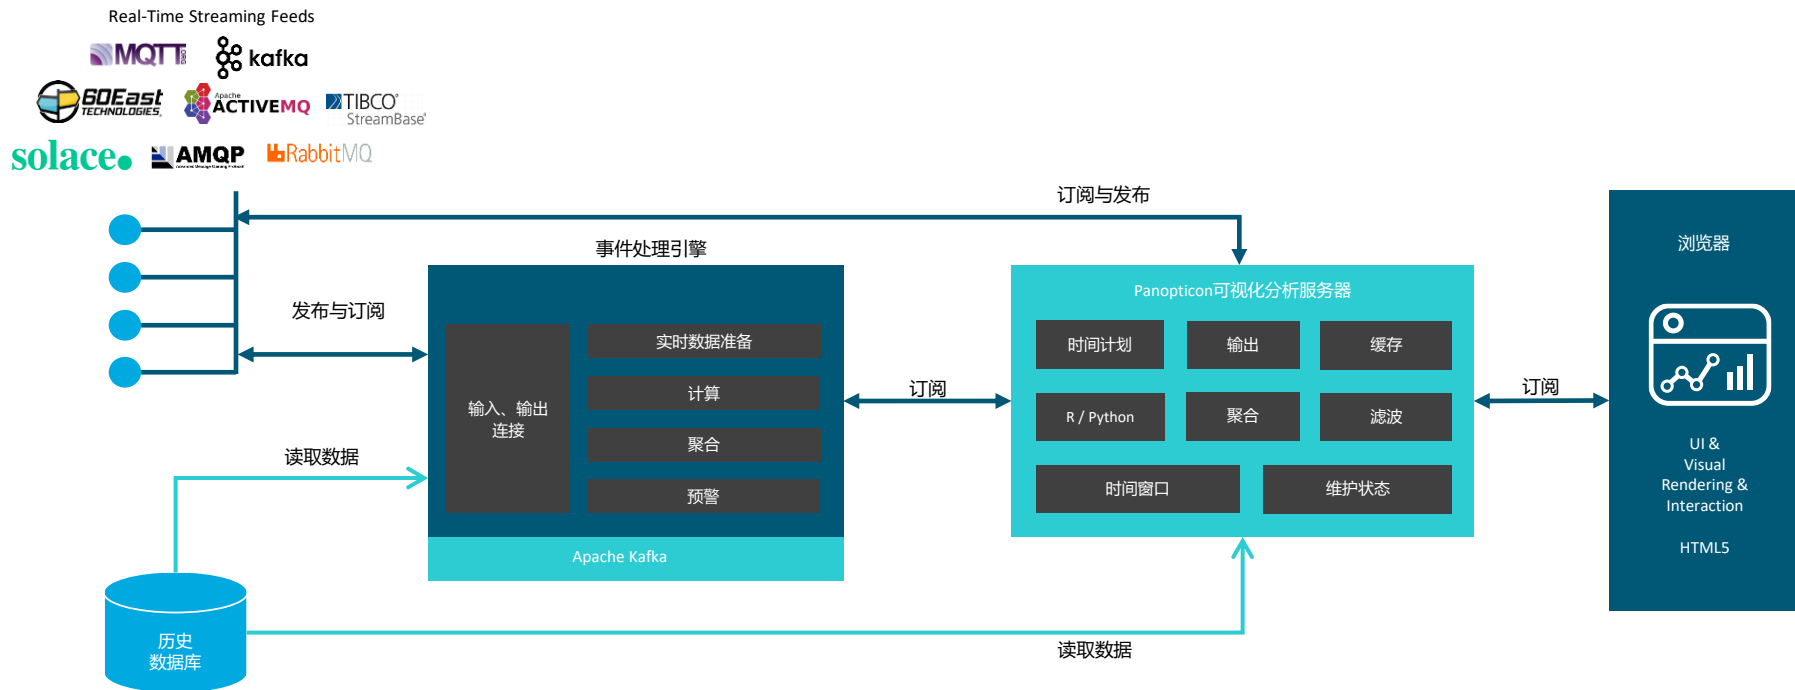 Real-Time Streaming Feeds
MQTT.ORG
kafka
60East
TECHNOLOGIES
Apache
ACTIVEMQ
TIBCO®
StreamBase®
solace.
AMQP
Advanced Message Queuing Protocol
RabbitMQ
订阅与发布
事件处理引擎
发布与订阅
输入、输出
连接
实时数据准备
计算
聚合
预警
Apache Kafka
读取数据
历史
数据库
订阅
Panopticon可视化分析服务器
时间计划
输出
缓存
R / Python
聚合
滤波
时间窗口
维护状态
读取数据
订阅
浏览器
UI &
Visual
Rendering &
Interaction
HTML5